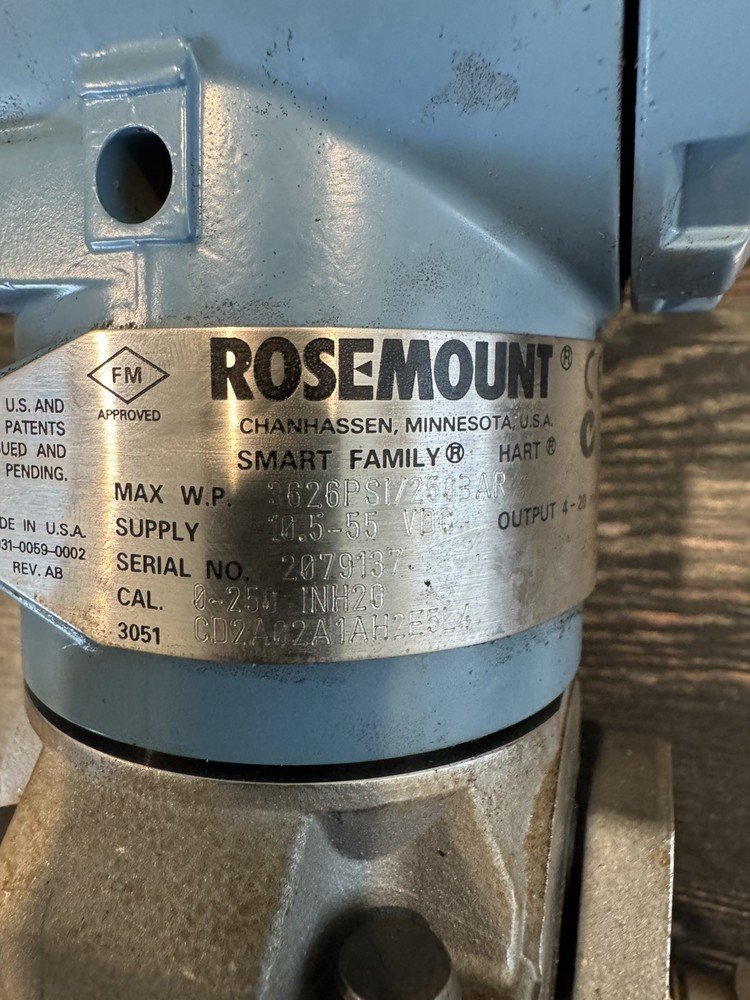 FM
APPROVED
ROSEMOUNT®
CHANHASSEN, MINNESOTA, U.S.A.
SMART FAMILY® HART®
MAX W.P. 3626PSI/250BAR
SUPPLY 10.5-55 VDC OUTPUT 4-20
SERIAL NO. 2079137
CAL. 0-250 INH2O
3051 CD2A02A1AH2E5L4
U.S. AND
PATENTS
UED AND
PENDING.
DE IN U.S.A.
031-0059-0002
REV. AB